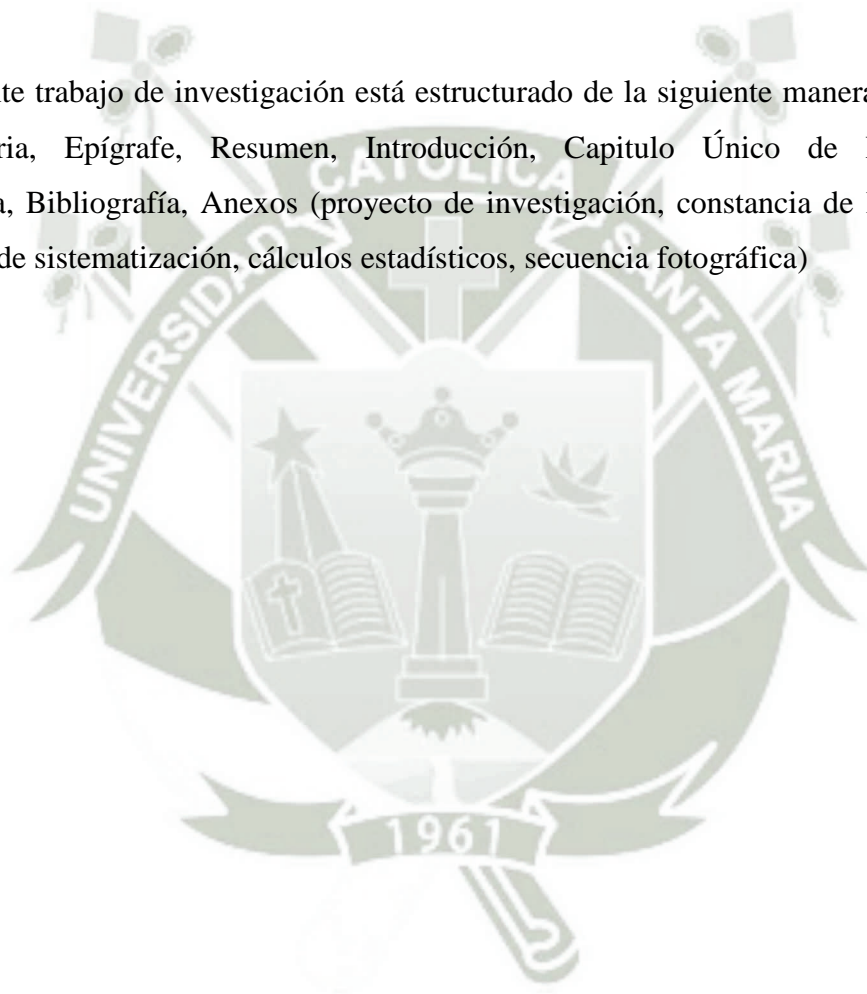 te trabajo de investigación está estructurado de la siguiente manera
ria, Epígrafe, Resumen, Introducción, Capitulo Único de
a, Bibliografía, Anexos (proyecto de investigación, constancia de
de sistematización, cálculos estadísticos, secuencia fotográfica)
UNIVERSIDAD CATOLICA SANTA MARIA
1961